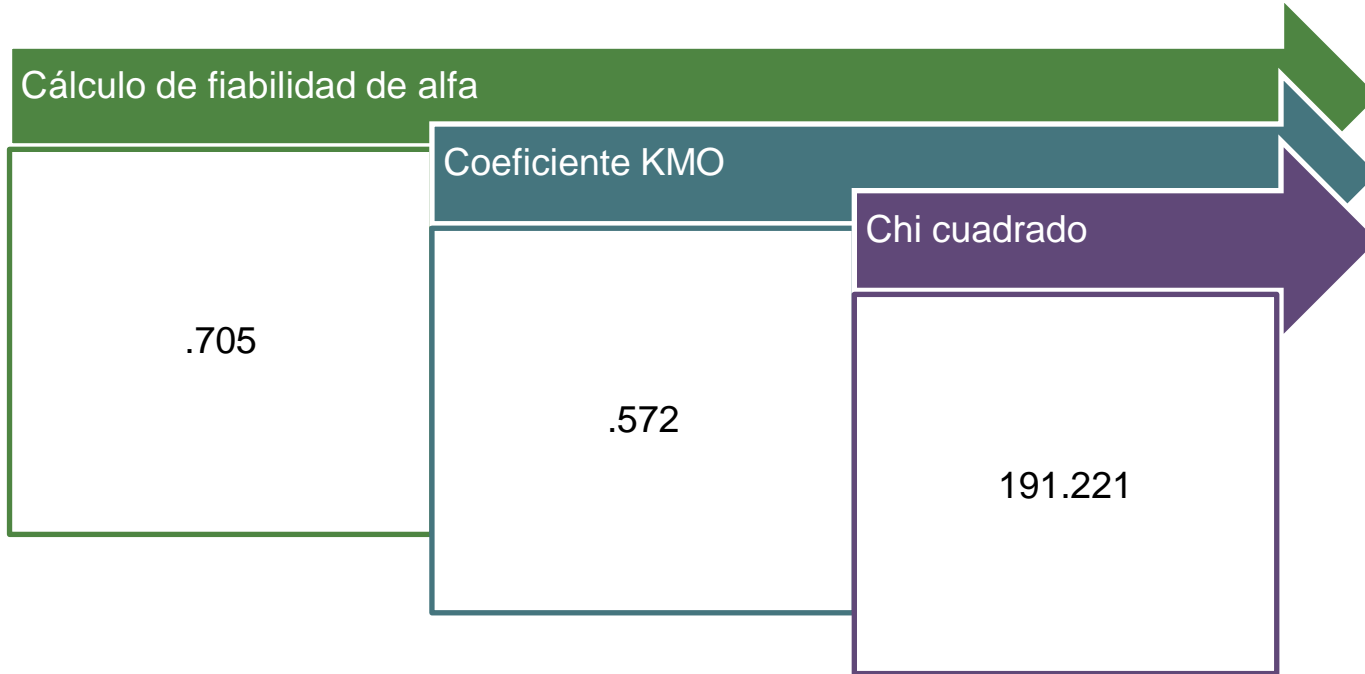 Cálculo de fiabilidad de alfa
.705
Coeficiente KMO
.572
Chi cuadrado
191.221